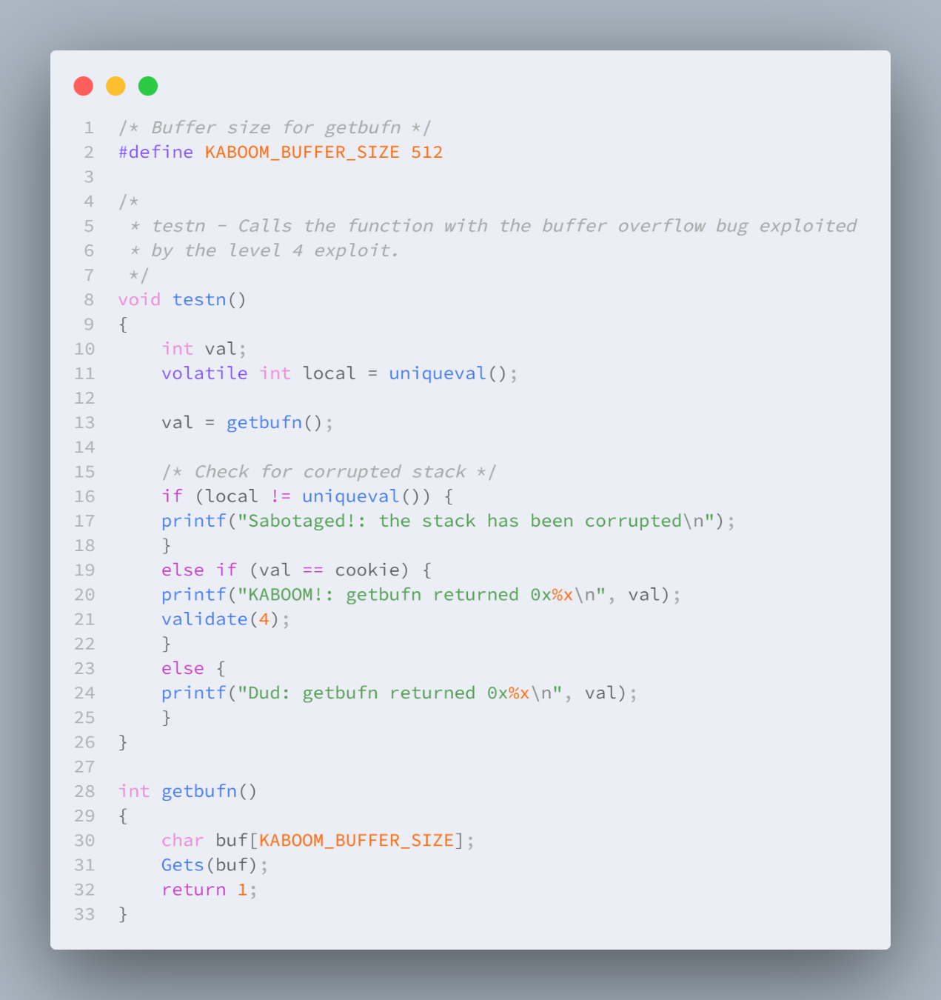 1 /* Buffer size for getbufn */
2 #define KABOOM_BUFFER_SIZE 512
3
4 /*
5  * testn - Calls the function with the buffer overflow bug exploited
6  * by the level 4 exploit.
7  */
8 void testn()
9 {
10     int val;
11     volatile int local = uniqueval();
12
13     val = getbufn();
14
15     /* Check for corrupted stack */
16     if (local != uniqueval()) {
17     printf("Sabotaged!: the stack has been corrupted\n");
18     }
19     else if (val == cookie) {
20     printf("KABOOM!: getbufn returned 0x%x\n", val);
21     validate(4);
22     }
23     else {
24     printf("Dud: getbufn returned 0x%x\n", val);
25     }
26 }
27
28 int getbufn()
29 {
30     char buf[KABOOM_BUFFER_SIZE];
31     Gets(buf);
32     return 1;
33 }